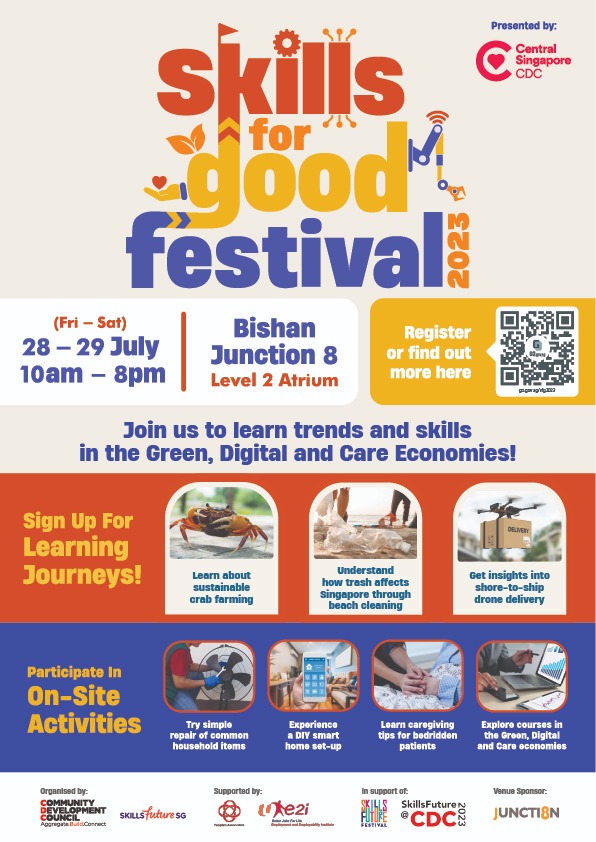 Presented by:
Central
Singapore
CDC
Skills
for
good
festival
2023
(Fri – Sat)
28 – 29 July
10am – 8pm
Bishan
Junction 8
Level 2 Atrium
Register
or find out
more here
go.gov.sg/sfg2023
Join us to learn trends and skills
in the Green, Digital and Care Economies!
Sign Up For
Learning
Journeys!
Learn about
sustainable
crab farming
Understand
how trash affects
Singapore through
beach cleaning
DELIVERY
Get insights into
shore-to-ship
drone delivery
Participate In
On-Site
Activities
Try simple
repair of common
household items
Experience
a DIY smart
home set-up
Learn caregiving
tips for bedridden
patients
Explore courses in
the Green, Digital
and Care economies
Organised by:
COMMUNITY
DEVELOPMENT
COUNCIL
Aggregate.Build.Connect
SKILLSfuture SG
Supported by:
e2i
Better Jobs For Life
Employment and Employability Institute
In support of:
SKILLS
FUTURE
FESTIVAL
SkillsFuture
@CDC
2023
Venue Sponsor:
JUNCTI8N